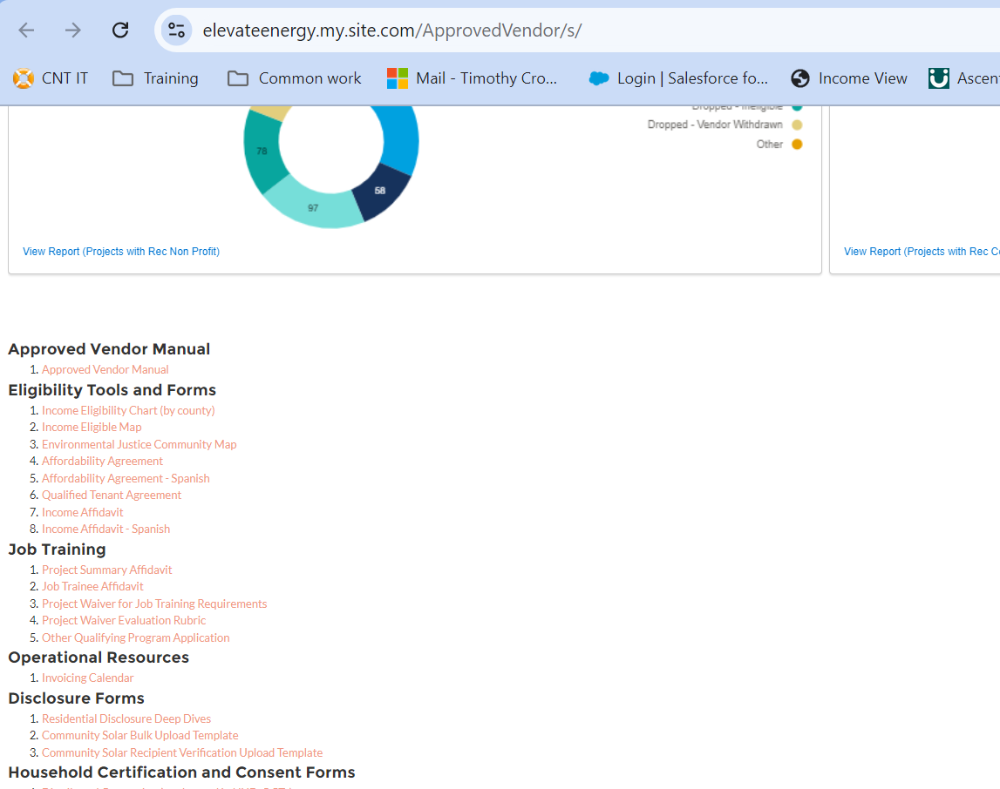 elevateenergy.my.site.com/ApprovedVendor/s/
CNT IT Training Common work Mail - Timothy Cro... Login | Salesforce fo... Income View Ascen
Dropped - Ineligible
Dropped - Vendor Withdrawn
Other
78
58
97
View Report (Projects with Rec Non Profit)
View Report (Projects with Rec C
Approved Vendor Manual
1. Approved Vendor Manual
Eligibility Tools and Forms
1. Income Eligibility Chart (by county)
2. Income Eligible Map
3. Environmental Justice Community Map
4. Affordability Agreement
5. Affordability Agreement - Spanish
6. Qualified Tenant Agreement
7. Income Affidavit
8. Income Affidavit - Spanish
Job Training
1. Project Summary Affidavit
2. Job Trainee Affidavit
3. Project Waiver for Job Training Requirements
4. Project Waiver Evaluation Rubric
5. Other Qualifying Program Application
Operational Resources
1. Invoicing Calendar
Disclosure Forms
1. Residential Disclosure Deep Dives
2. Community Solar Bulk Upload Template
3. Community Solar Recipient Verification Upload Template
Household Certification and Consent Forms